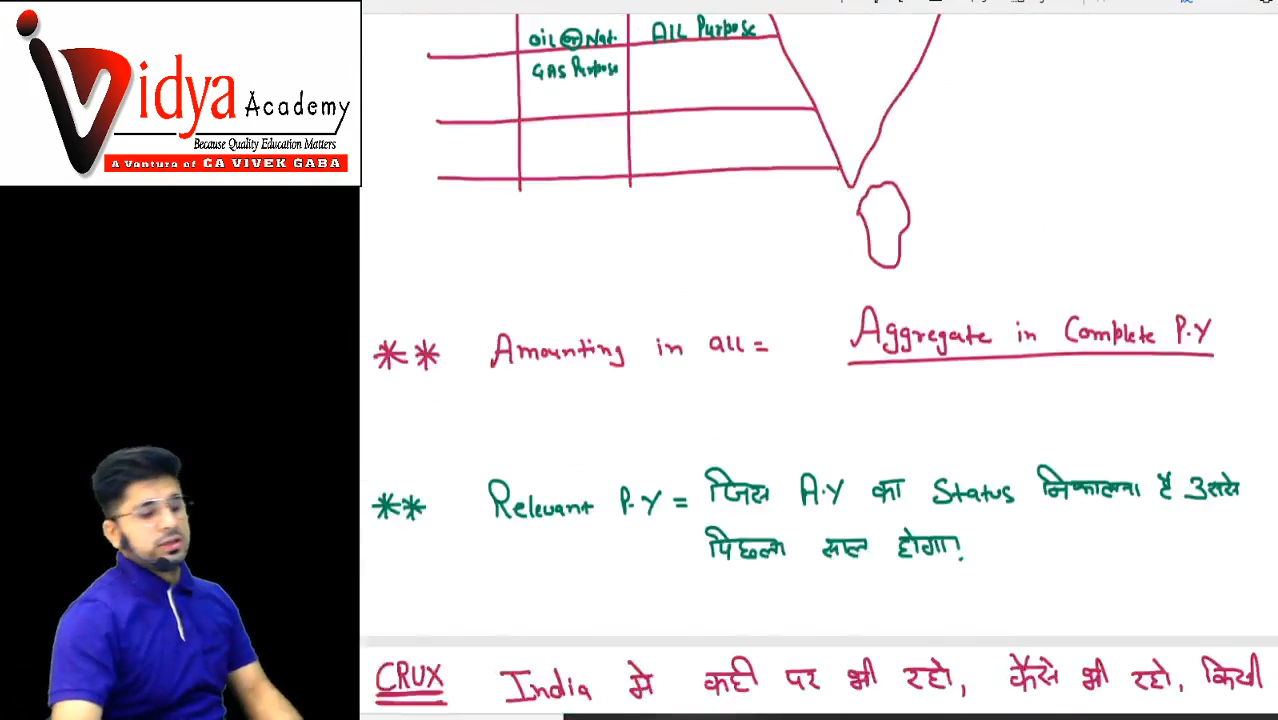 Vidya Academy
Because Quality Education Matters
A Ventura of CA VIVEK GABA
Oil or Nat. GAS Purpose
All Purpose
** Amounting in all = Aggregate in Complete P.Y
** Relevant P.Y = जिस A.Y का Status निकालना है उससे
पिछला साल होगा!
CRUX India मे कही पर भी रहो, कैसे भी रहो, किसी